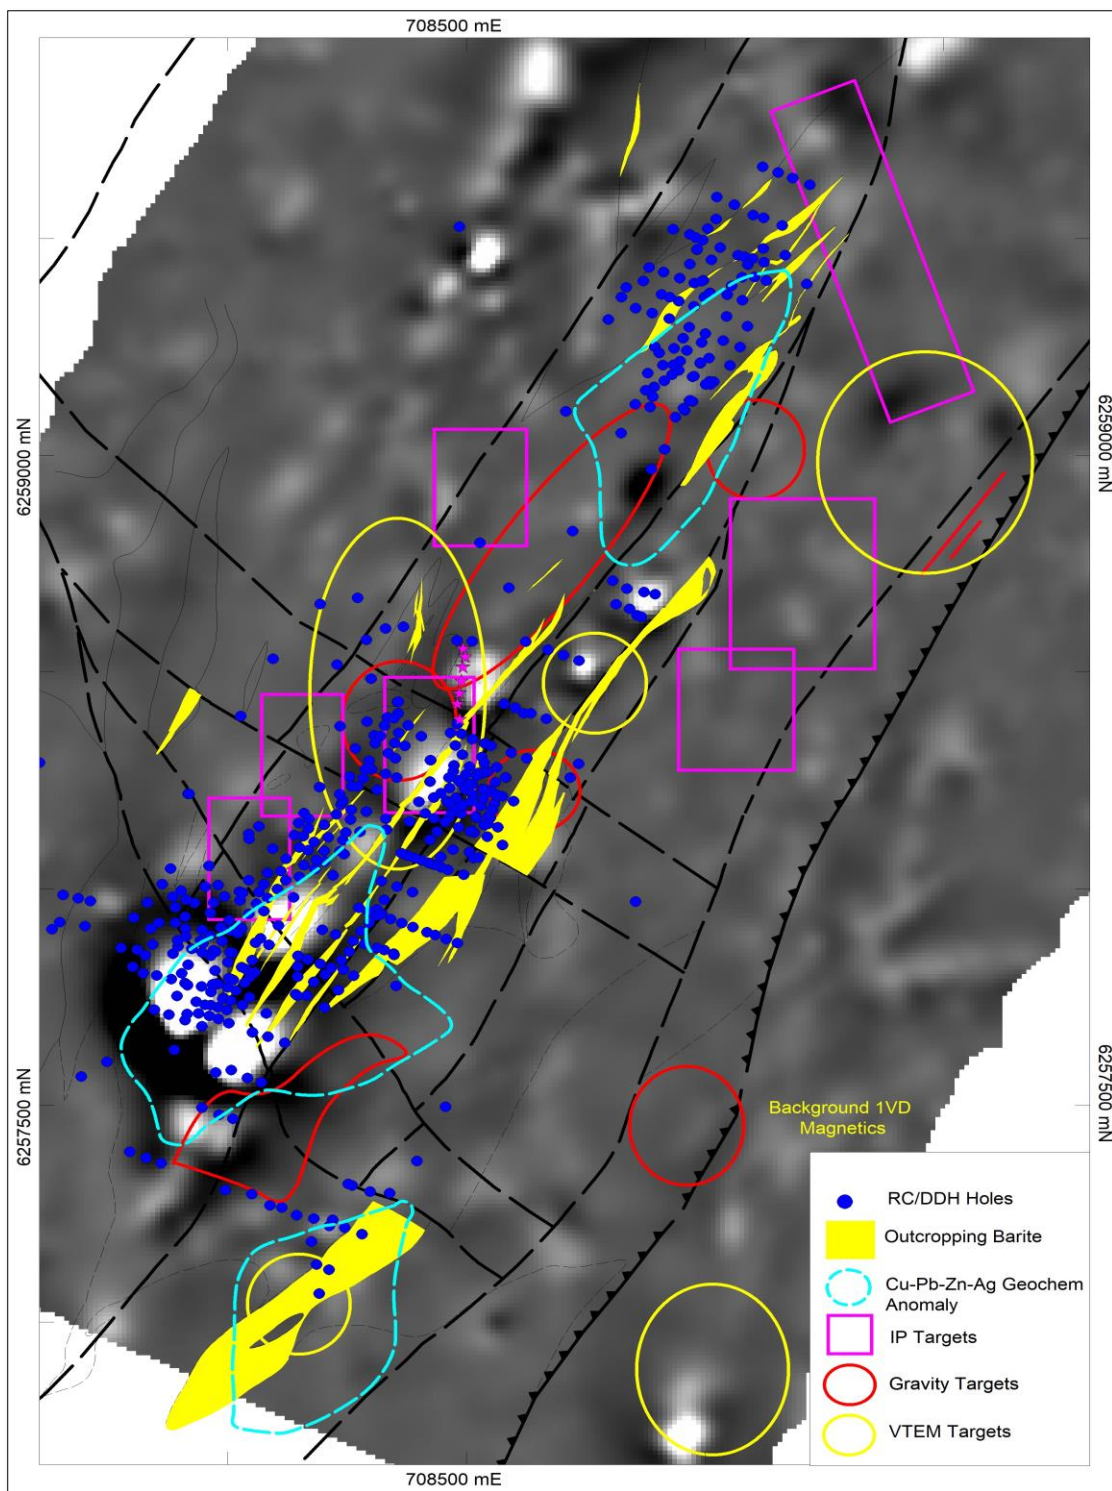 708500 mE
6259000 mN
6259000 mN
6257500 mN
6257500 mN
Background 1VD
Magnetics
RC/DDH Holes
Outcropping Barite
Cu-Pb-Zn-Ag Geochem
Anomaly
IP Targets
Gravity Targets
VTEM Targets
708500 mE